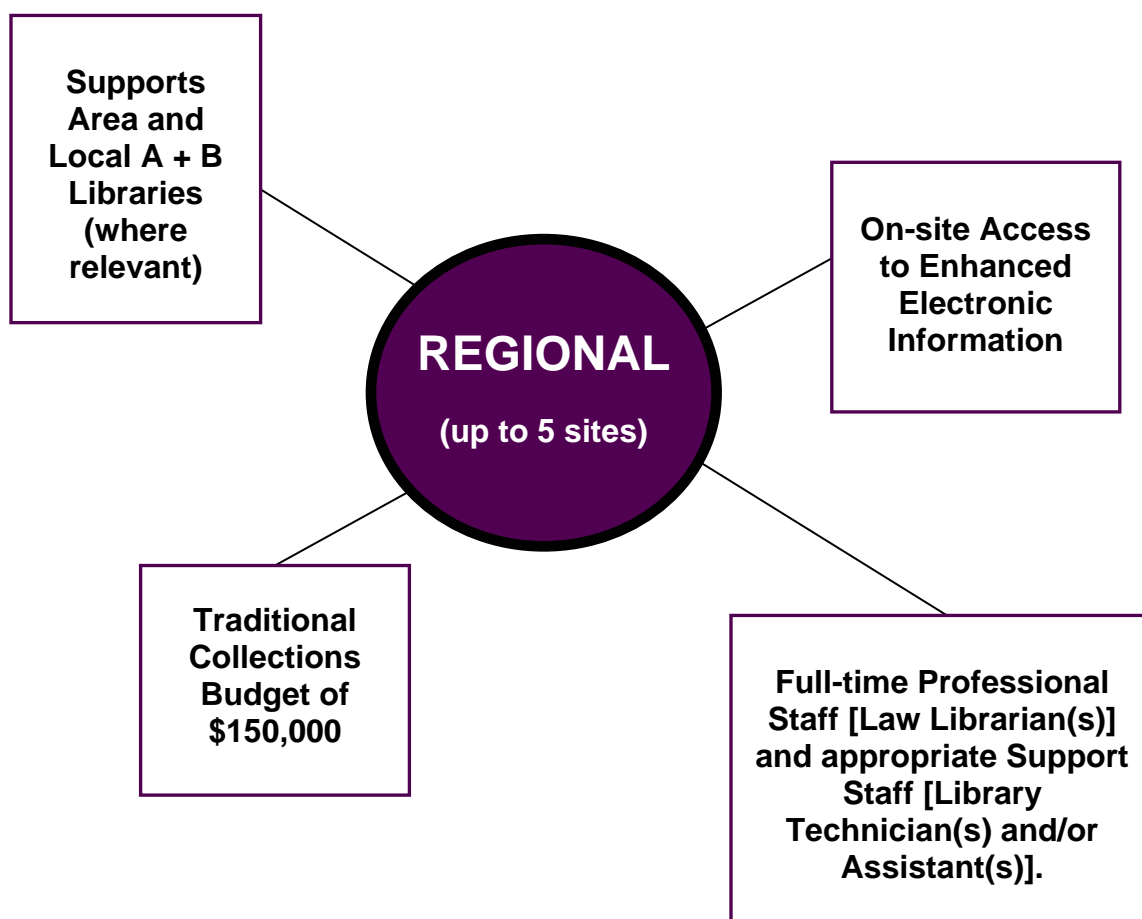 Supports
Area and
Local A + B
Libraries
(where
relevant)
On-site Access
to Enhanced
Electronic
Information
REGIONAL
(up to 5 sites)
Traditional
Collections
Budget of
$150,000
Full-time Professional
Staff [Law Librarian(s)]
and appropriate Support
Staff [Library
Technician(s) and/or
Assistant(s)].